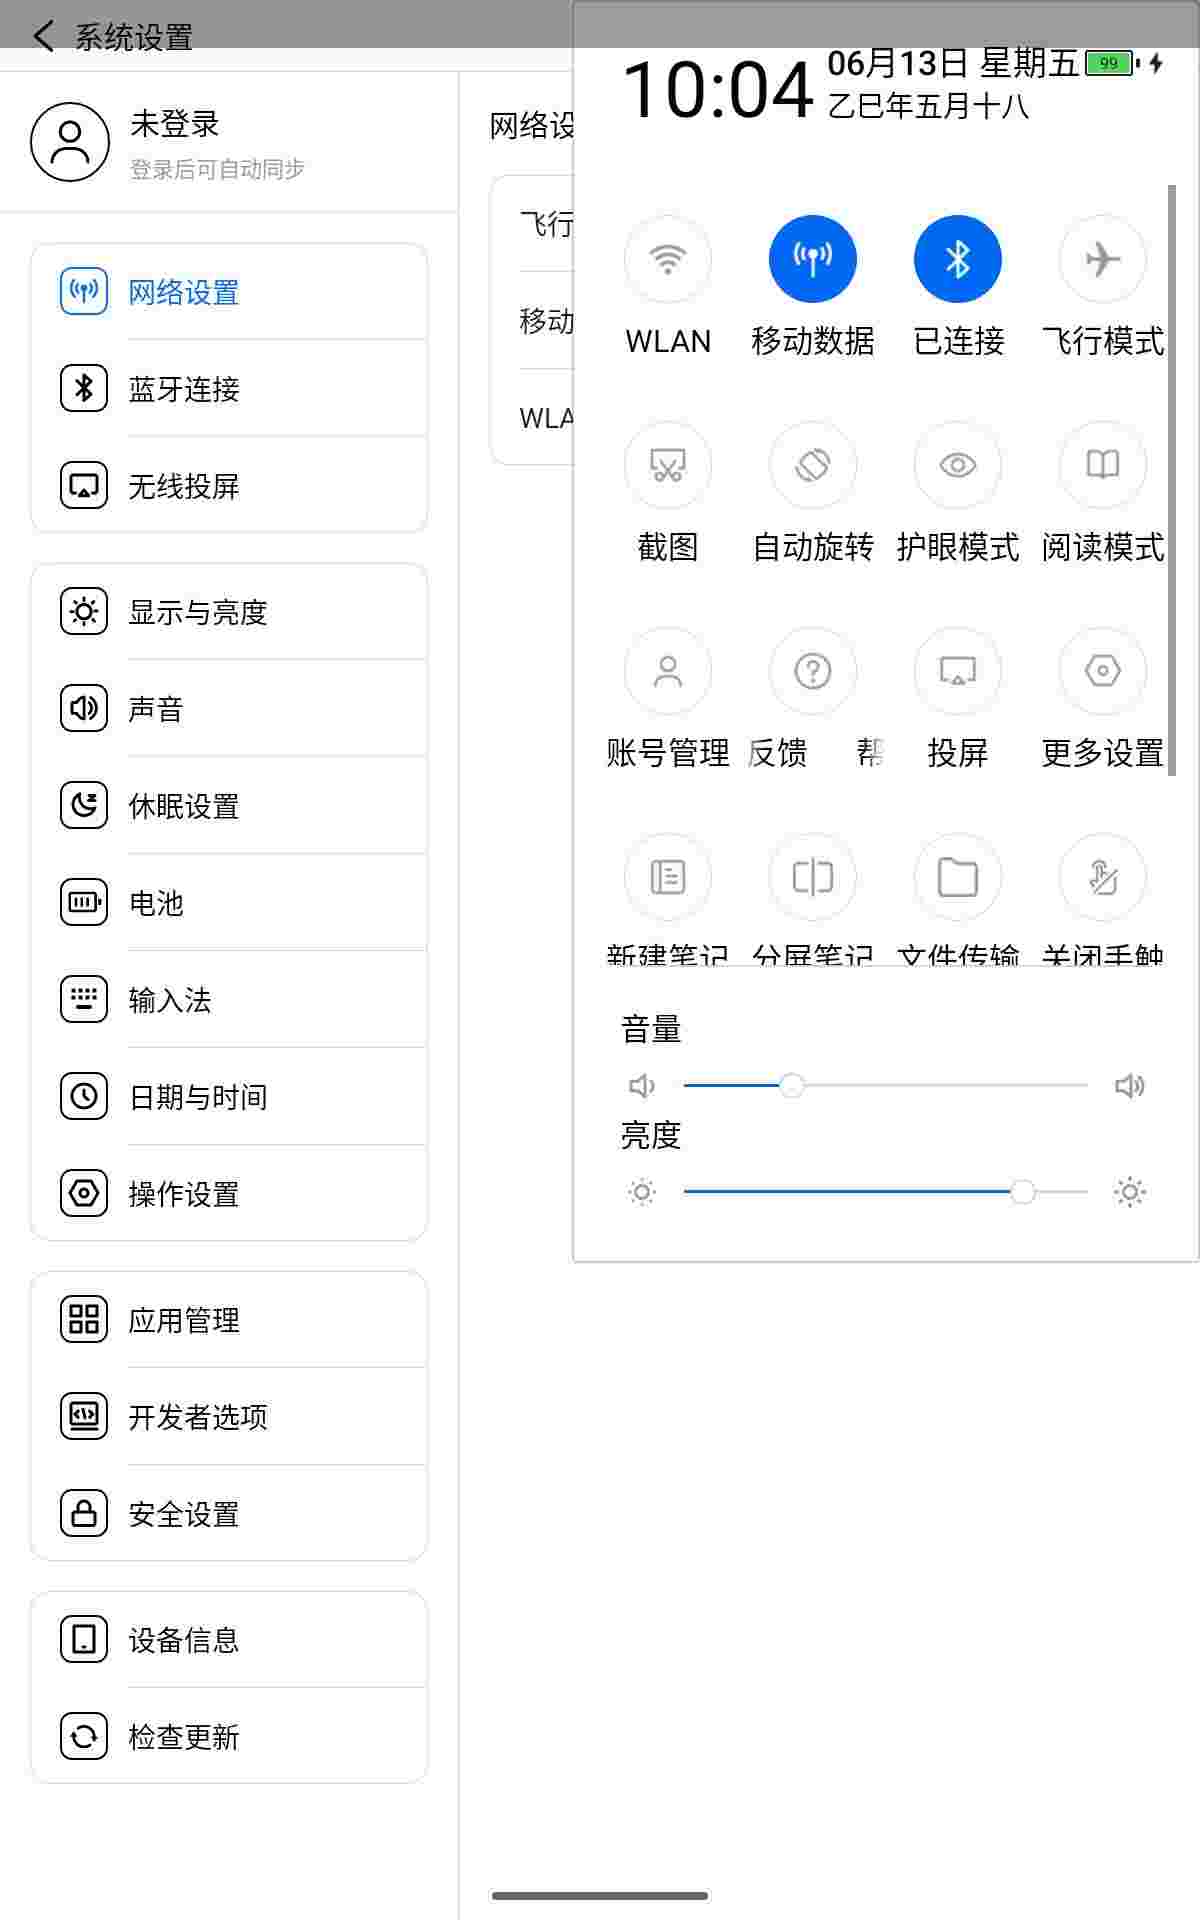 系统设置
未登录
登录后可自动同步
网络设置
蓝牙连接
无线投屏
显示与亮度
声音
休眠设置
电池
输入法
日期与时间
操作设置
应用管理
开发者选项
安全设置
设备信息
检查更新
网络设
飞行
移动
WLA
10:04
06月13日 星期五
99
乙巳年五月十八
WLAN 移动数据 已连接 飞行模式
截图 自动旋转 护眼模式 阅读模式
账号管理 反馈 帮 投屏 更多设置
新建笔记 分屏笔记 文件传输 关闭手触
音量
亮度